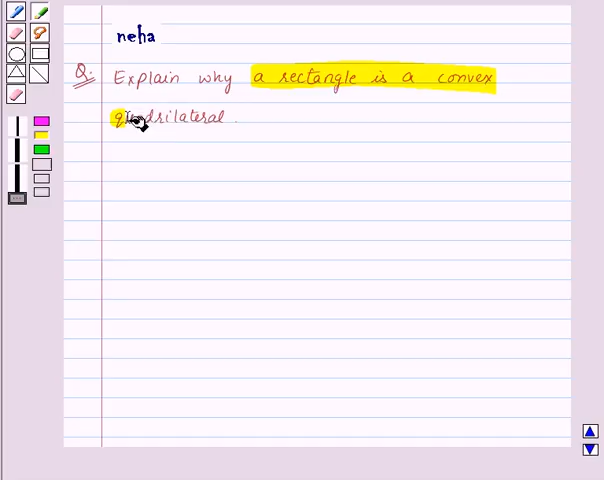 neha
Q. Explain why a rectangle is a convex
quadrilateral.